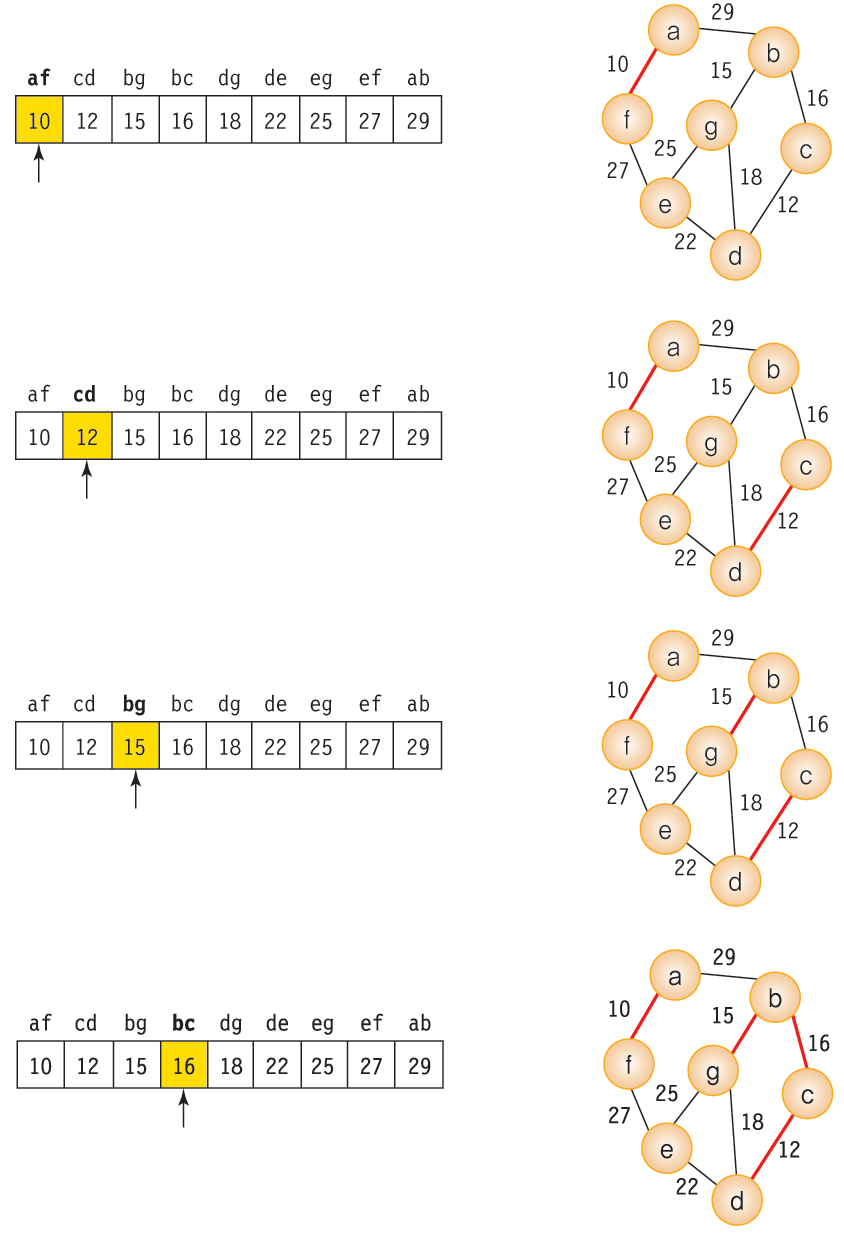 af cd bg bc dg de eg ef ab
10 12 15 16 18 22 25 27 29
29
a
b
10
15
16
f
g
c
25
27
18
12
e
22
d
af cd bg bc dg de eg ef ab
10 12 15 16 18 22 25 27 29
29
a
b
10
15
16
f
g
c
25
27
18
12
e
22
d
af cd bg bc dg de eg ef ab
10 12 15 16 18 22 25 27 29
29
a
b
10
15
16
f
g
c
25
27
18
12
e
22
d
af cd bg bc dg de eg ef ab
10 12 15 16 18 22 25 27 29
29
a
b
10
15
16
f
g
c
25
27
18
12
e
22
d